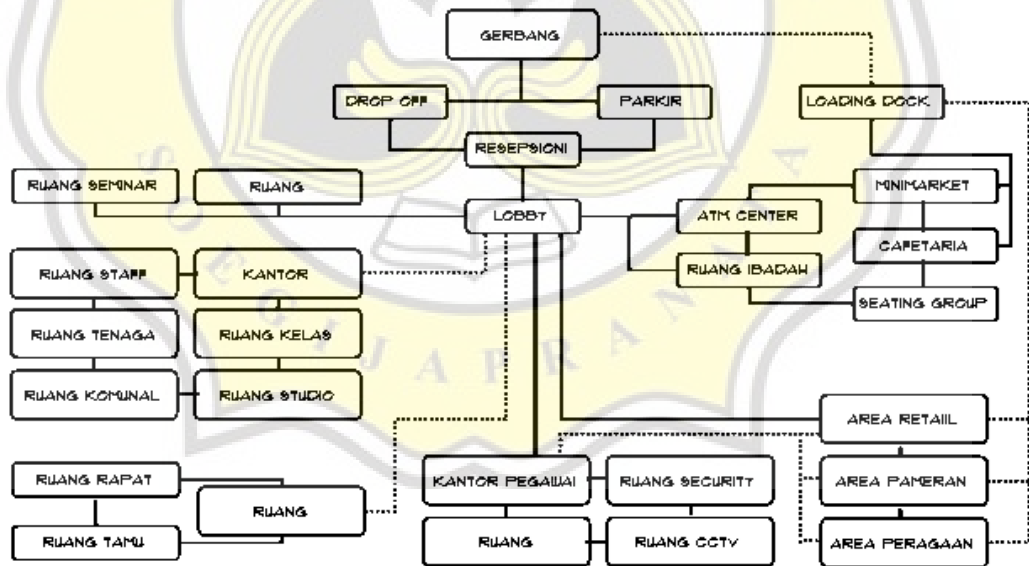 GERBANG
DROP OFF
PARKIR
LOADING DOCK
RESEPSIONI
RUANG SEMINAR
RUANG
LOBBY
ATM CENTER
MINIMARKET
CAFETARIA
RUANG IBADAH
SEATING GROUP
RUANG STAFF
KANTOR
RUANG TENAGA
RUANG KELAS
RUANG KOMUNAL
RUANG STUDIO
AREA RETAIIL
RUANG RAPAT
RUANG
RUANG TAMU
KANTOR PEGAWAI
RUANG SECURITY
AREA PAMERAN
RUANG
RUANG CCTV
AREA PERAGAAN
SOEGIJAPRANATA